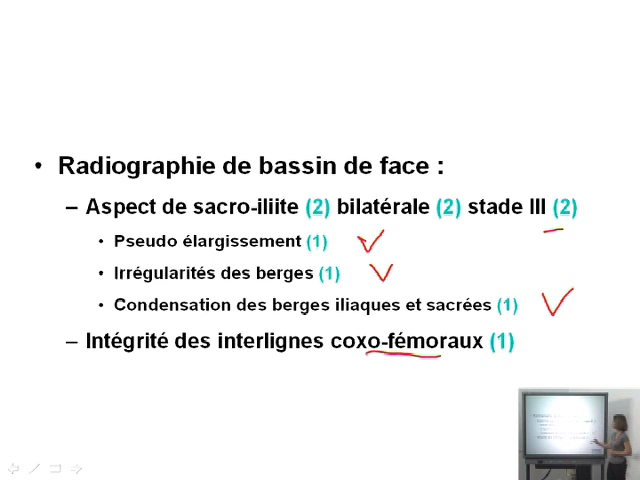 • Radiographie de bassin de face :
– Aspect de sacro-iliite (2) bilatérale (2) stade III (2)
• Pseudo élargissement (1)
• Irrégularités des berges (1)
• Condensation des berges iliaques et sacrées (1)
– Intégrité des interlignes coxo-fémoraux (1)